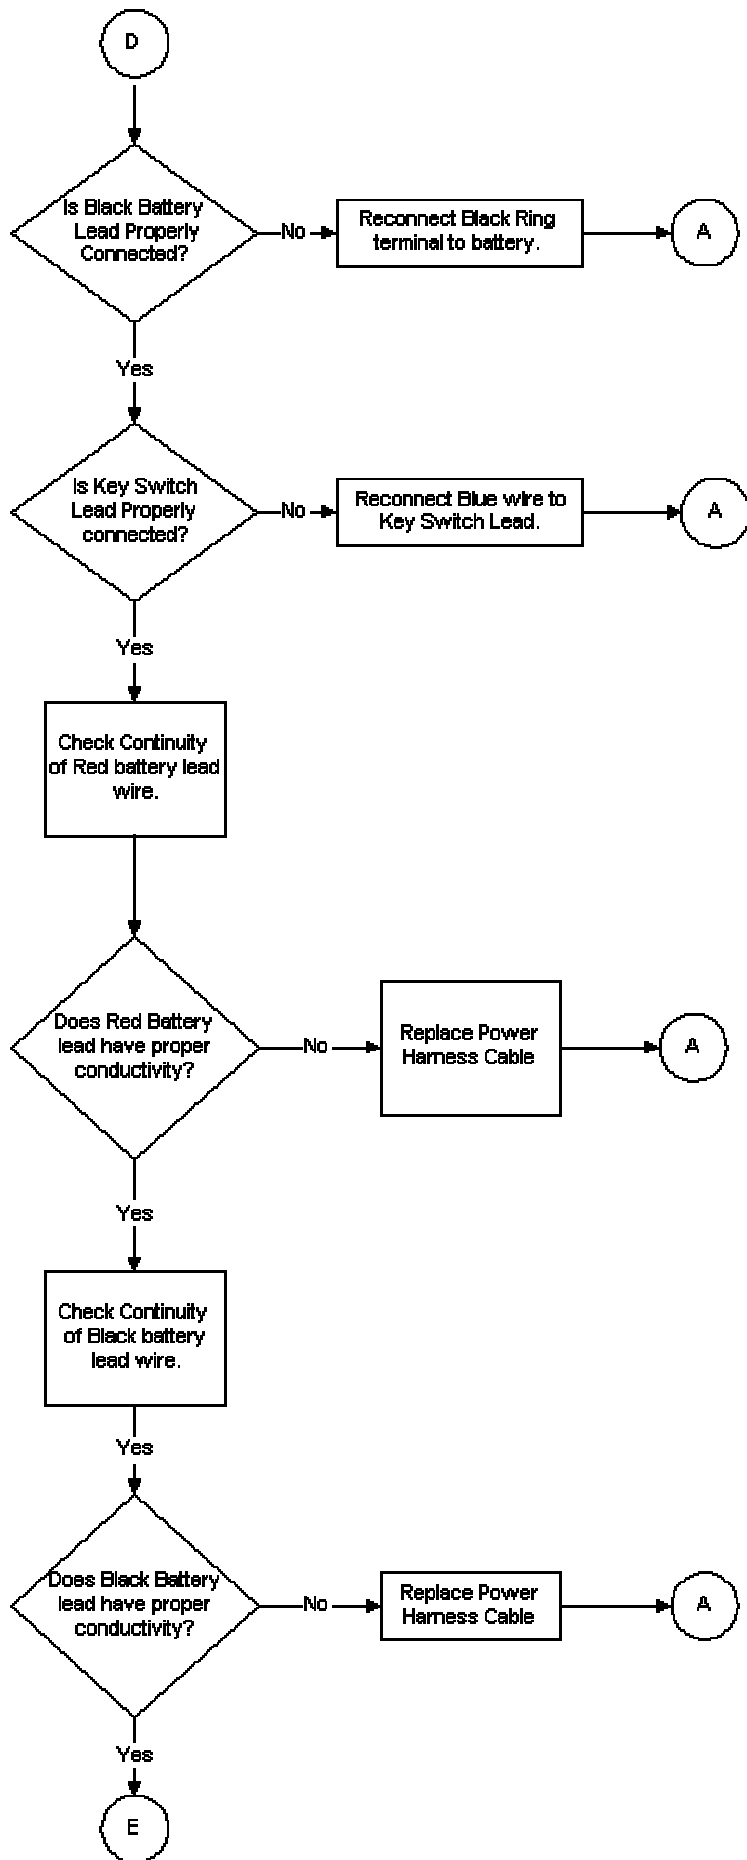 D
Is Black Battery
Lead Properly
Connected?
No
Reconnect Black Ring
terminal to battery.
A
Yes
Is Key Switch
Lead Properly
connected?
No
Reconnect Blue wire to
Key Switch Lead.
A
Yes
Check Continuity
of Red battery lead
wire.
Does Red Battery
lead have proper
conductivity?
No
Replace Power
Harness Cable
A
Yes
Check Continuity
of Black battery
lead wire.
Yes
Does Black Battery
lead have proper
conductivity?
No
Replace Power
Harness Cable
A
Yes
E